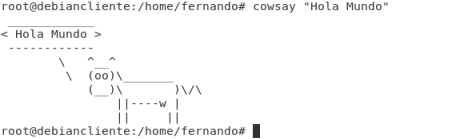 root@debiancliente:/home/fernando# cowsay "Hola Mundo"
 ____________
< Hola Mundo >
 ------------
        \   ^__^
         \  (oo)\_______
            (__)\       )\/\
                ||----w |
                ||     ||
root@debiancliente:/home/fernando#